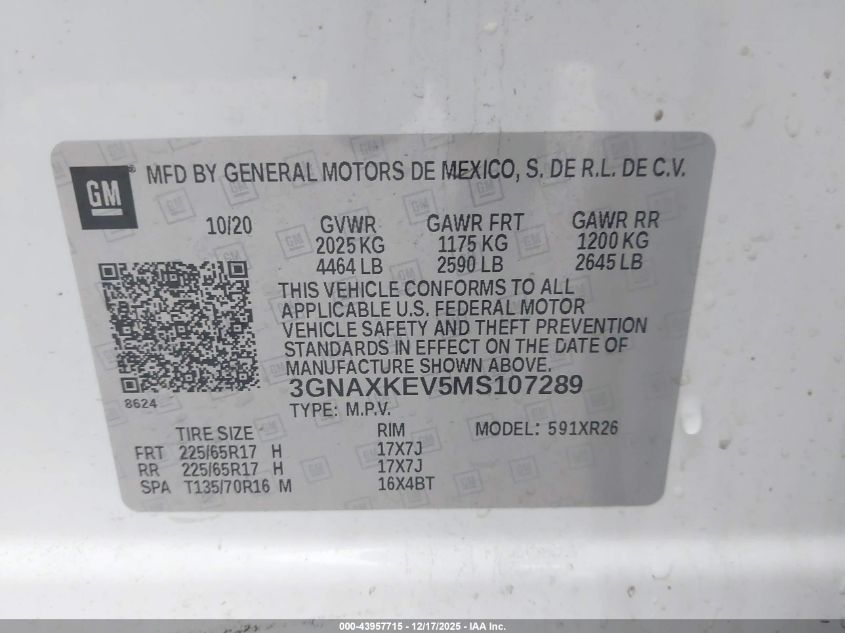 GM
MFD BY GENERAL MOTORS DE MEXICO, S. DE R.L. DE C.V.
10/20 GVWR GAWR FRT GAWR RR
2025 KG 1175 KG 1200 KG
4464 LB 2590 LB 2645 LB
THIS VEHICLE CONFORMS TO ALL
APPLICABLE U.S. FEDERAL MOTOR
VEHICLE SAFETY AND THEFT PREVENTION
STANDARDS IN EFFECT ON THE DATE OF
MANUFACTURE SHOWN ABOVE.
3GNAXKEV5MS107289
8624
TYPE: M.P.V.
TIRE SIZE RIM MODEL: 591XR26
FRT 225/65R17 H 17X7J
RR 225/65R17 H 17X7J
SPA T135/70R16 M 16X4BT
000-43957715 - 12/17/2025 - IAA Inc.